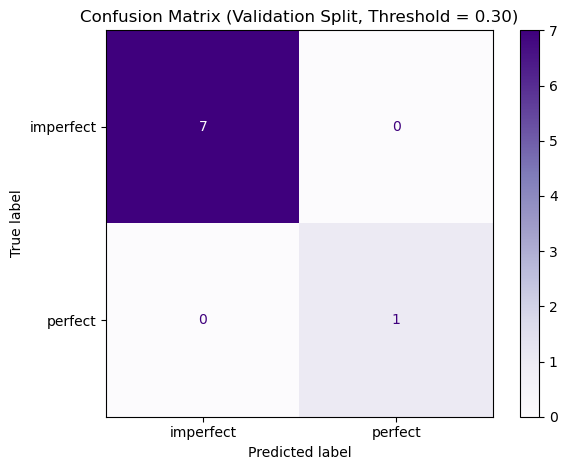 Confusion Matrix (Validation Split, Threshold = 0.30)
True label
imperfect
7
0
perfect
0
1
imperfect
perfect
Predicted label
7
6
5
4
3
2
1
0